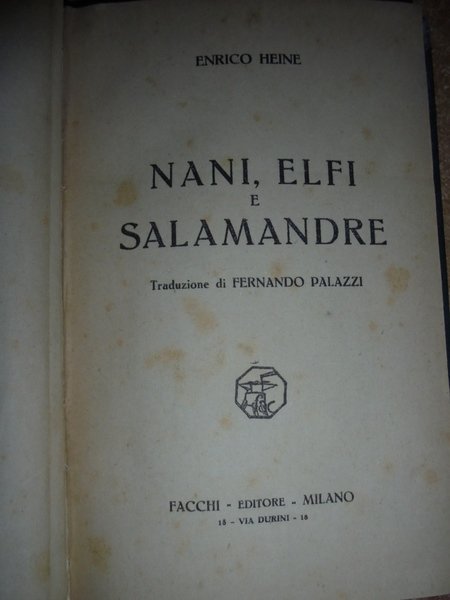 ENRICO HEINE
NANI, ELFI
E
SALAMANDRE
Traduzione di FERNANDO PALAZZI
FACCHI - EDITORE - MILANO
18 - VIA DURINI - 18